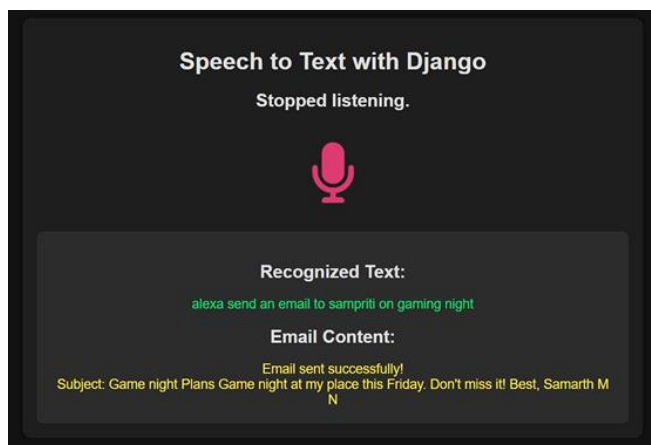 Speech to Text with Django
Stopped listening.
Recognized Text:
alexa send an email to sampriti on gaming night
Email Content:
Email sent successfully!
Subject: Game night Plans Game night at my place this Friday. Don't miss it! Best, Samarth M
N